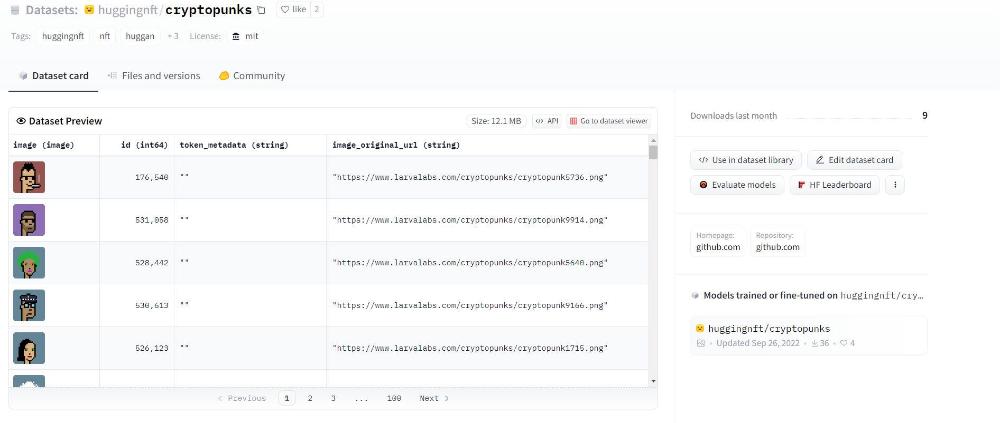 Datasets: huggingnft/cryptopunks like 2
Tags: huggingnft nft huggan +3 License: mit
Dataset card Files and versions Community
Dataset Preview Size: 12.1 MB API Go to dataset viewer
image (image) id (int64) token_metadata (string) image_original_url (string)
176,540 "" "https://www.larvalabs.com/cryptopunks/cryptopunk5736.png"
531,058 "" "https://www.larvalabs.com/cryptopunks/cryptopunk9914.png"
528,442 "" "https://www.larvalabs.com/cryptopunks/cryptopunk5640.png"
530,613 "" "https://www.larvalabs.com/cryptopunks/cryptopunk9166.png"
526,123 "" "https://www.larvalabs.com/cryptopunks/cryptopunk1715.png"
< Previous 1 2 3 ... 100 Next >
Downloads last month 9
</> Use in dataset library Edit dataset card
Evaluate models HF Leaderboard
Homepage: Repository:
github.com github.com
Models trained or fine-tuned on huggingnft/cry…
huggingnft/cryptopunks
• Updated Sep 26, 2022 • 36 • 4